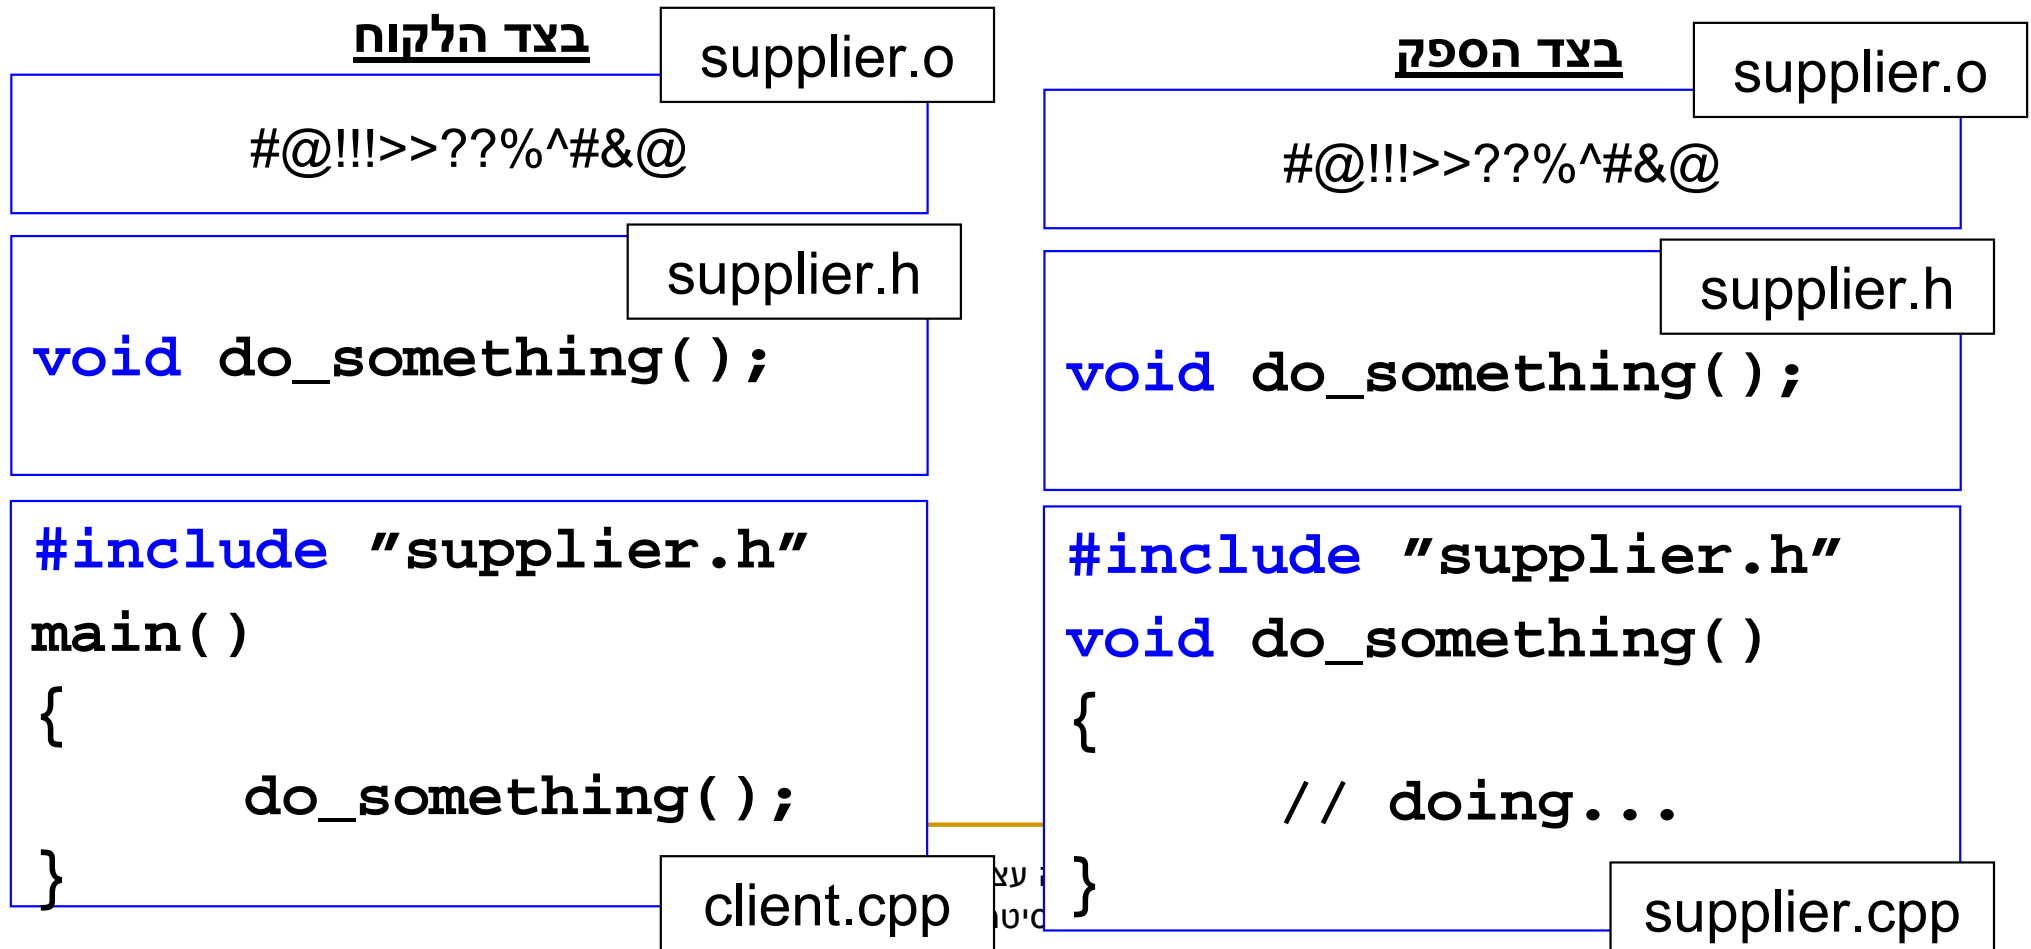 בצד הלקוח
supplier.o
#@!!!>>??%^#&@
supplier.h
void do_something();
#include ″supplier.h″
main()
{
do_something();
}
client.cpp
בצד הספק
supplier.o
#@!!!>>??%^#&@
supplier.h
void do_something();
#include ″supplier.h″
void do_something()
{
// doing...
}
supplier.cpp